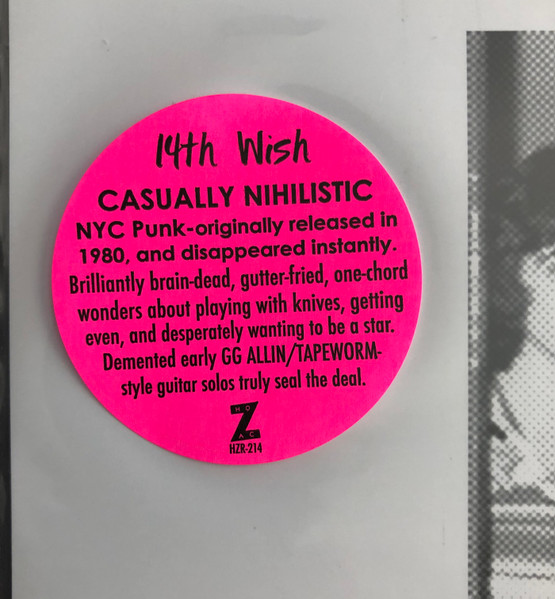 14th Wish
CASUALLY NIHILISTIC
NYC Punk-originally released in
1980, and disappeared instantly.
Brilliantly brain-dead, gutter-fried, one-chord
wonders about playing with knives, getting
even, and desperately wanting to be a star.
Demented early GG ALLIN/TAPEWORM-
style guitar solos truly seal the deal.
HO
Z
AC
HZR-214